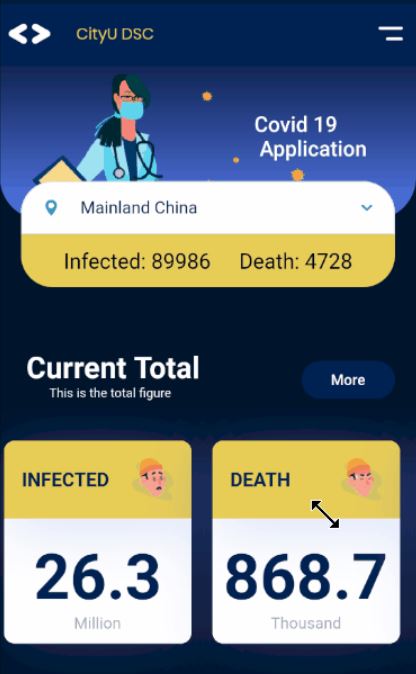 CityU DSC
Covid 19
Application
Mainland China
Infected: 89986 Death: 4728
Current Total
This is the total figure
More
INFECTED
DEATH
26.3
868.7
Million
Thousand